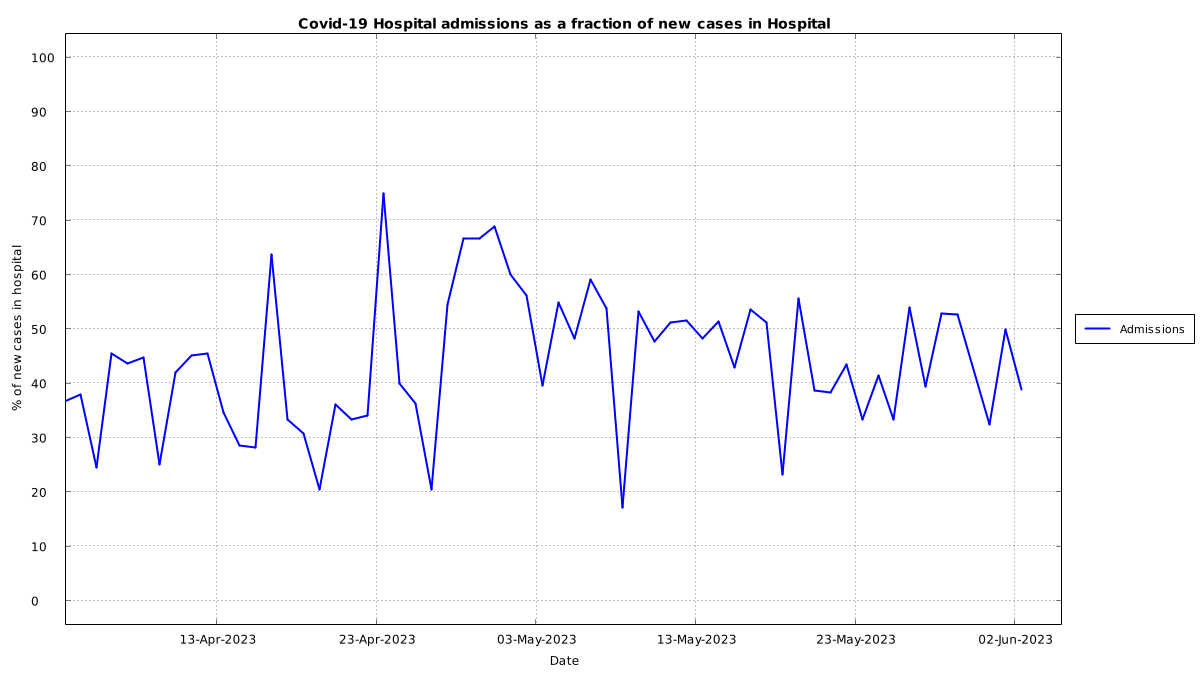 Covid-19 Hospital admissions as a fraction of new cases in Hospital
% of new cases in hospital
100
90
80
70
60
50
40
30
20
10
0
13-Apr-2023
23-Apr-2023
03-May-2023
13-May-2023
23-May-2023
02-Jun-2023
Date
Admissions